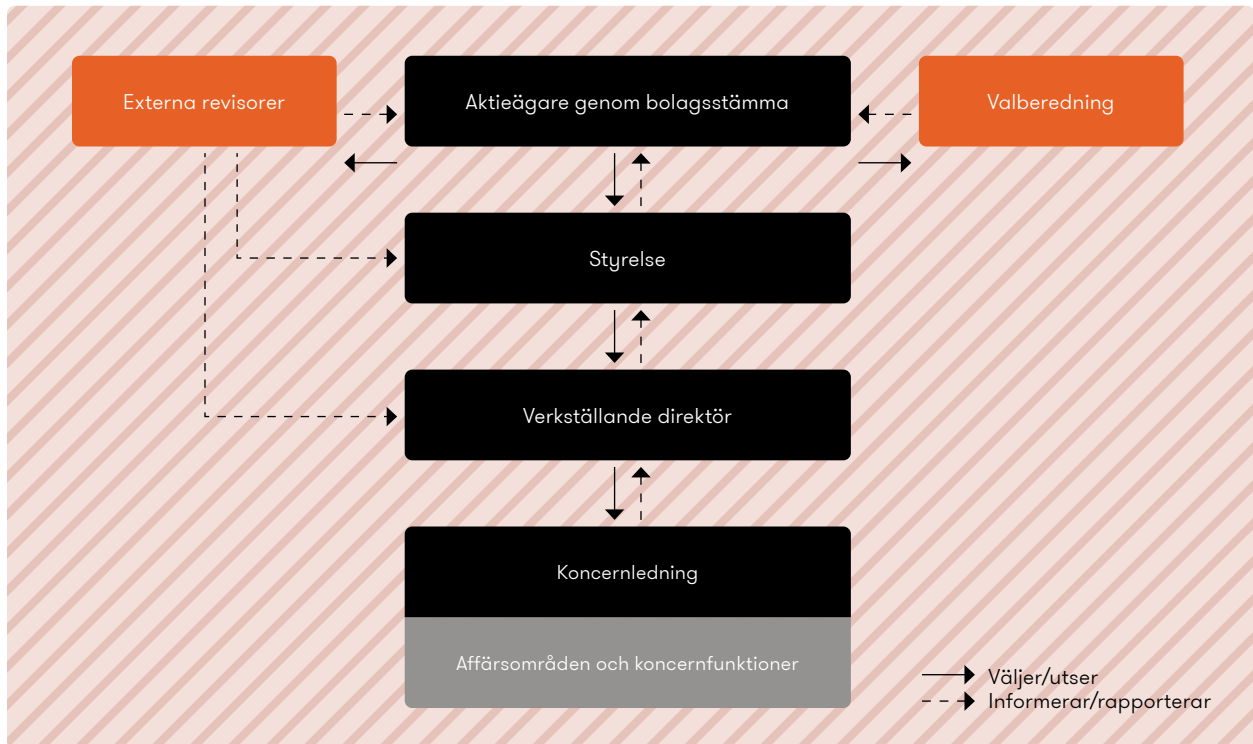 Externa revisorer
Aktieägare genom bolagsstämma
Valberedning
Styrelse
Verkställande direktör
Koncernledning
Affärsområden och koncernfunktioner
Väljer/utser
Informerar/rapporterar